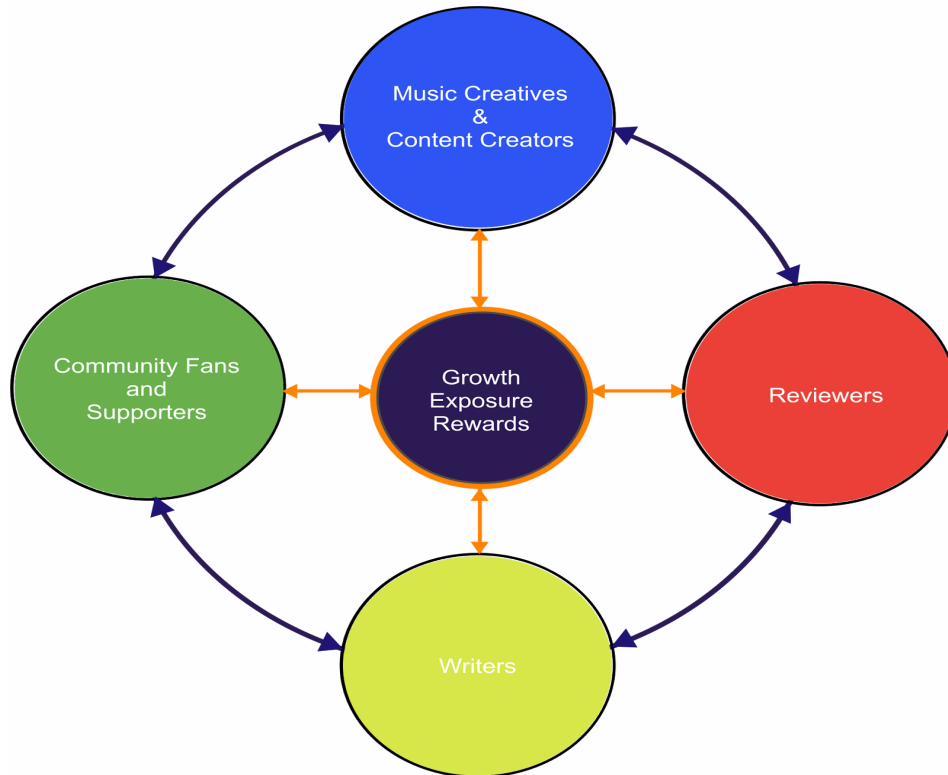 Music Creatives
&
Content Creators
Community Fans
and
Supporters
Growth
Exposure
Rewards
Reviewers
Writers